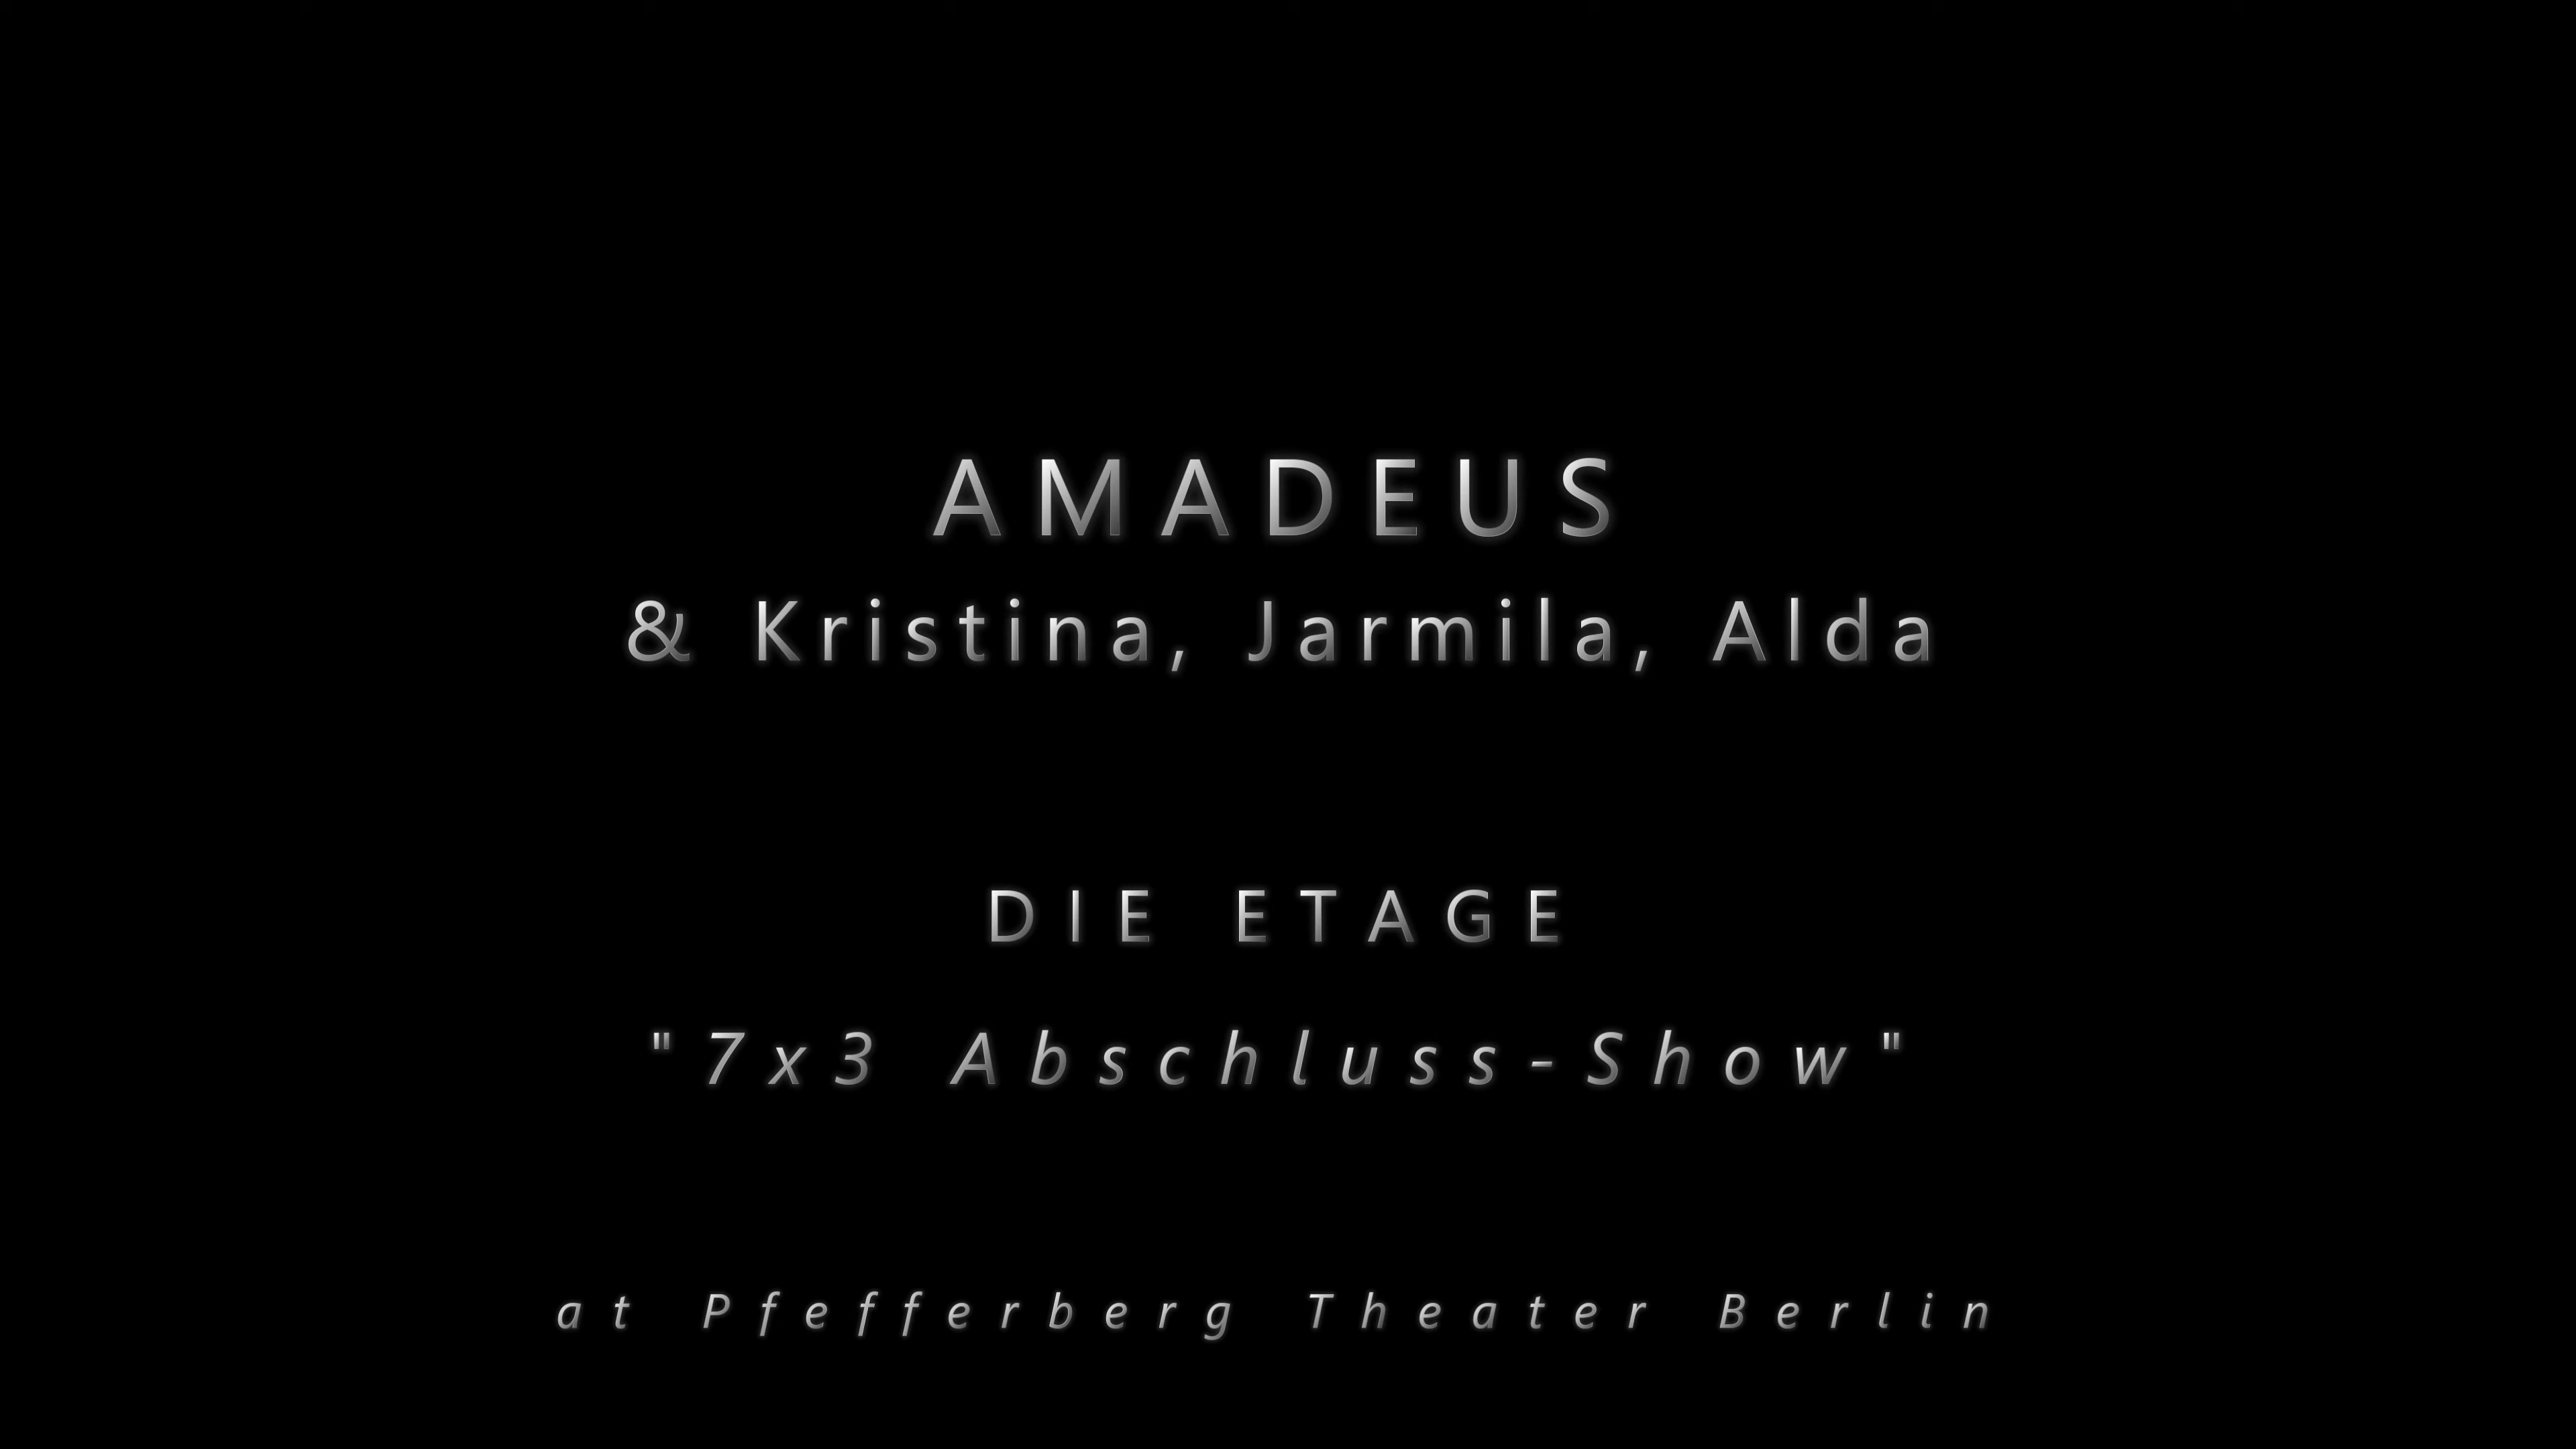 AMADEUS
& Kristina, Jarmila, Alda
DIE ETAGE
"7x3 Abschluss-Show"
at Pfefferberg Theater Berlin